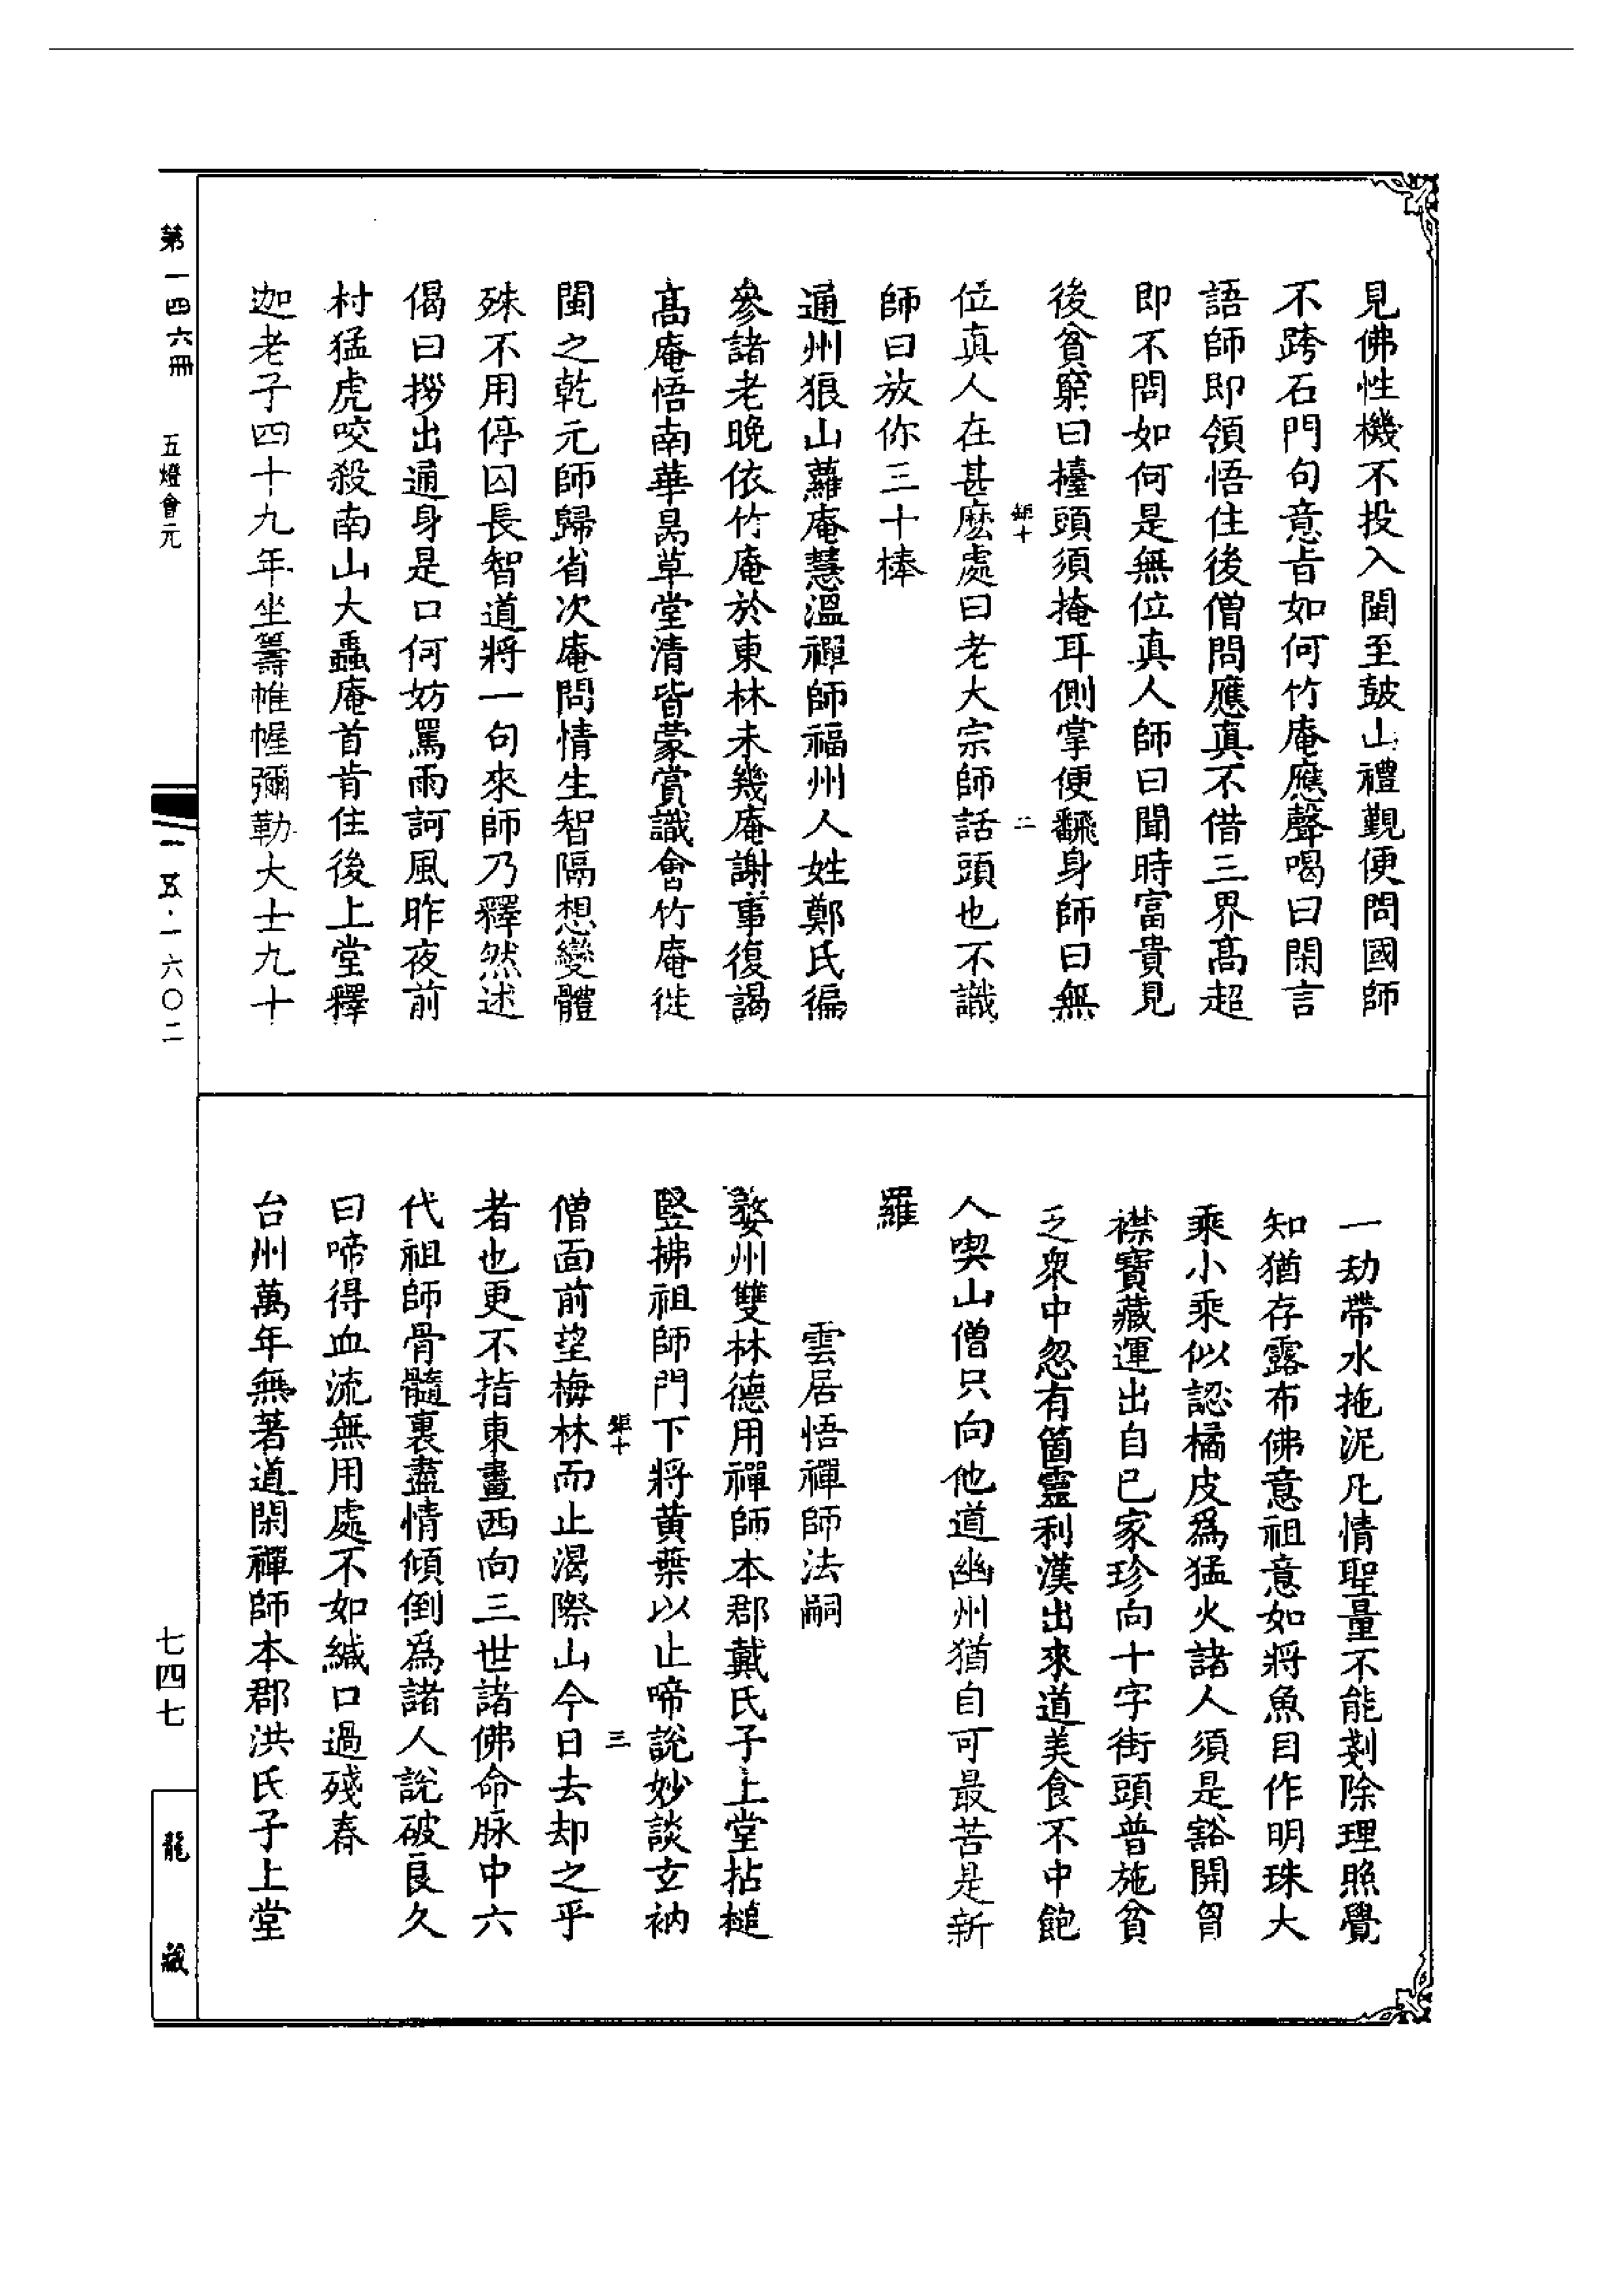 見佛性機不投入閩至鼓山禮覲便問國師
不跨石門句意旨如何竹庵應聲喝曰閑言
語師即領悟住後僧問應真不借三界高超
即不問如何是無位真人師曰聞時富貴見
後貧窮曰擡頭須掩耳側掌便翻身師曰無
位真人在甚麽處曰老大宗師話頭也不識
師曰放你三十棒
通州狼山蘿庵慧溫禪師福州人姓鄭氏徧
參諸老晚依竹庵於東林未幾庵謝事復謁
高庵悟南華昺草堂清皆蒙賞識會竹庵徙
閩之乾元師歸省次庵問情生智隔想變體
殊不用停囚長智道將一句來師乃釋然述
偈曰拶出通身是口何妨罵雨訶風昨夜前
村猛虎咬殺南山大蟲庵首肯住後上堂釋
迦老子四十九年坐籌帷幄彌勒大士九十
一劫帶水拖泥凡情聖量不能剗除理照覺
知猶存露布佛意祖意如將魚目作明珠大
乘小乘似認橘皮爲猛火諸人須是豁開胷
襟寶藏運出自己家珍向十字街頭普施貧
乏衆中忽有箇靈利漢出來道美食不中飽
人喫山僧只向他道幽州猶自可最苦是新
羅
雲居悟禪師法嗣
婺州雙林德用禪師本郡戴氏子上堂拈槌
豎拂祖師門下將黄葉以止啼說妙談玄衲
僧面前望梅林而止渴際山今日去却之乎
者也更不指東畫西向三世諸佛命脉中六
代祖師骨髓裏盡情傾倒爲諸人說破良久
曰啼得血流無用處不如緘口過殘春
台州萬年無著道閑禪師本郡洪氏子上堂
鉅十
二
鉅十
三
第一四六冊
五燈會元
一一五·一六〇二
七四七
龍藏